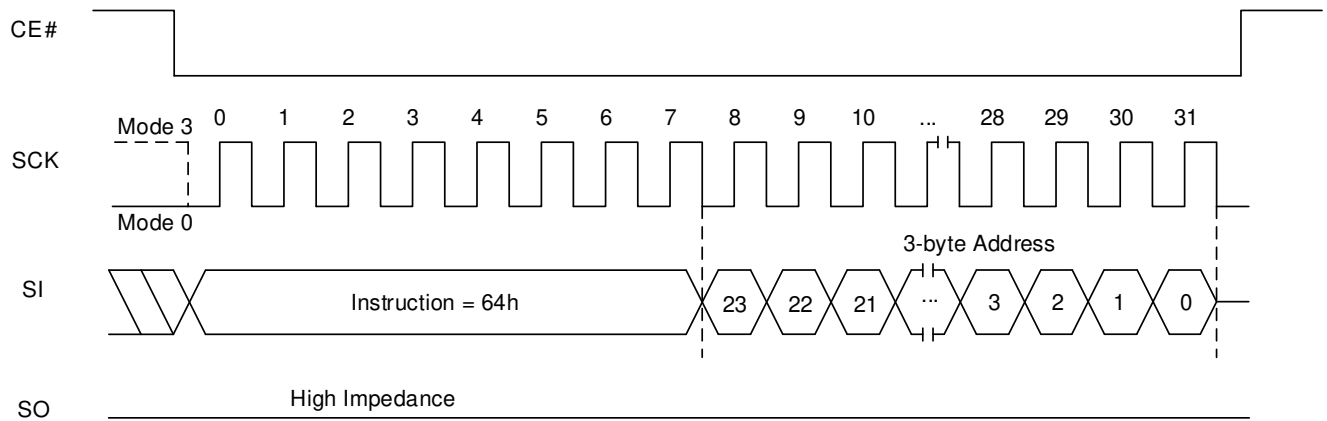 CE#
Mode 3
0 1 2 3 4 5 6 7 8 9 10 ... 28 29 30 31
SCK
Mode 0
3-byte Address
SI
Instruction = 64h
23 22 21 ... 3 2 1 0
High Impedance
SO